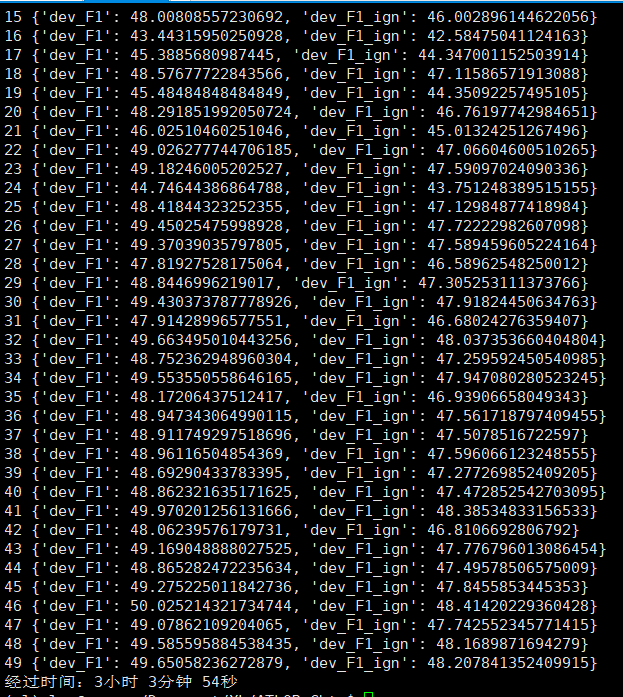 15 {'dev_F1': 48.00808557230692, 'dev_F1_ign': 46.002896144622056}
16 {'dev_F1': 43.44315950250928, 'dev_F1_ign': 42.58475041124163}
17 {'dev_F1': 45.3885680987445, 'dev_F1_ign': 44.347001152503914}
18 {'dev_F1': 48.57677722843566, 'dev_F1_ign': 47.11586571913088}
19 {'dev_F1': 45.48484848484849, 'dev_F1_ign': 44.35092257495105}
20 {'dev_F1': 48.291851992050724, 'dev_F1_ign': 46.76197742984651}
21 {'dev_F1': 46.02510460251046, 'dev_F1_ign': 45.01324251267496}
22 {'dev_F1': 49.026277744706185, 'dev_F1_ign': 47.06604600510265}
23 {'dev_F1': 49.18246005202527, 'dev_F1_ign': 47.59097024090336}
24 {'dev_F1': 44.74644386864788, 'dev_F1_ign': 43.751248389515155}
25 {'dev_F1': 48.41844323252355, 'dev_F1_ign': 47.12984877418984}
26 {'dev_F1': 49.45025475998928, 'dev_F1_ign': 47.72229982607098}
27 {'dev_F1': 49.37039035797805, 'dev_F1_ign': 47.589459605224164}
28 {'dev_F1': 47.81927528175064, 'dev_F1_ign': 46.58962548250012}
29 {'dev_F1': 48.8446996219017, 'dev_F1_ign': 47.305253111373766}
30 {'dev_F1': 49.430373787778926, 'dev_F1_ign': 47.91824450634763}
31 {'dev_F1': 47.91428996577551, 'dev_F1_ign': 46.68024276359407}
32 {'dev_F1': 49.663495010443256, 'dev_F1_ign': 48.037353660404804}
33 {'dev_F1': 48.752362948960304, 'dev_F1_ign': 47.259592450540985}
34 {'dev_F1': 49.553550558646165, 'dev_F1_ign': 47.947080280523245}
35 {'dev_F1': 48.17206437512417, 'dev_F1_ign': 46.93906658049343}
36 {'dev_F1': 48.947343064990115, 'dev_F1_ign': 47.561718797409455}
37 {'dev_F1': 48.911749297518696, 'dev_F1_ign': 47.5078516722597}
38 {'dev_F1': 48.96116504854369, 'dev_F1_ign': 47.596066123248555}
39 {'dev_F1': 48.69290433783395, 'dev_F1_ign': 47.277269852409205}
40 {'dev_F1': 48.862321635171625, 'dev_F1_ign': 47.472852542703095}
41 {'dev_F1': 49.970201256131666, 'dev_F1_ign': 48.38534833156533}
42 {'dev_F1': 48.06239576179731, 'dev_F1_ign': 46.8106692806792}
43 {'dev_F1': 49.169048888027525, 'dev_F1_ign': 47.776796013086454}
44 {'dev_F1': 48.865282472235634, 'dev_F1_ign': 47.49578506575009}
45 {'dev_F1': 49.275225011842736, 'dev_F1_ign': 47.8455853445353}
46 {'dev_F1': 50.025214321734744, 'dev_F1_ign': 48.41420229360428}
47 {'dev_F1': 49.07862109204065, 'dev_F1_ign': 47.742552345771415}
48 {'dev_F1': 49.585595884538435, 'dev_F1_ign': 48.1689871694279}
49 {'dev_F1': 49.65058236272879, 'dev_F1_ign': 48.207841352409915}
经过时间: 3小时 3分钟 54秒